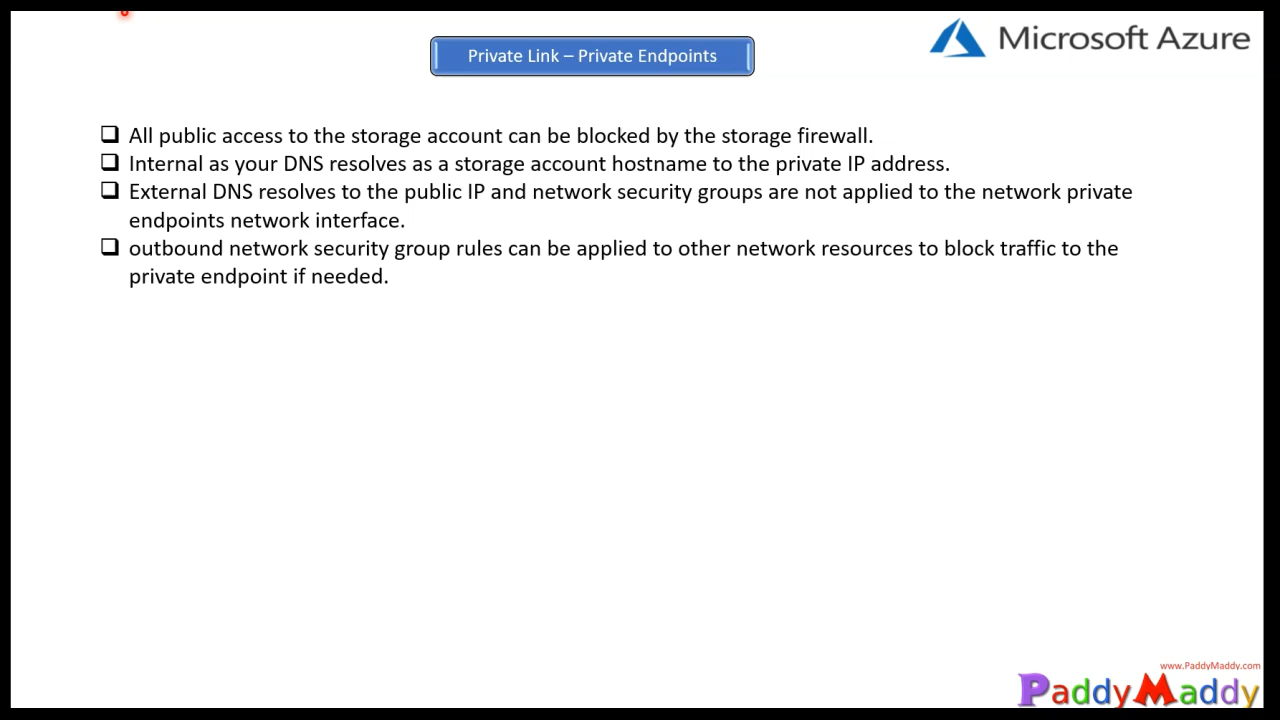 Private Link – Private Endpoints
Microsoft Azure
All public access to the storage account can be blocked by the storage firewall.
Internal as your DNS resolves as a storage account hostname to the private IP address.
External DNS resolves to the public IP and network security groups are not applied to the network private
endpoints network interface.
outbound network security group rules can be applied to other network resources to block traffic to the
private endpoint if needed.
www.PaddyMaddy.com
PaddyMaddy